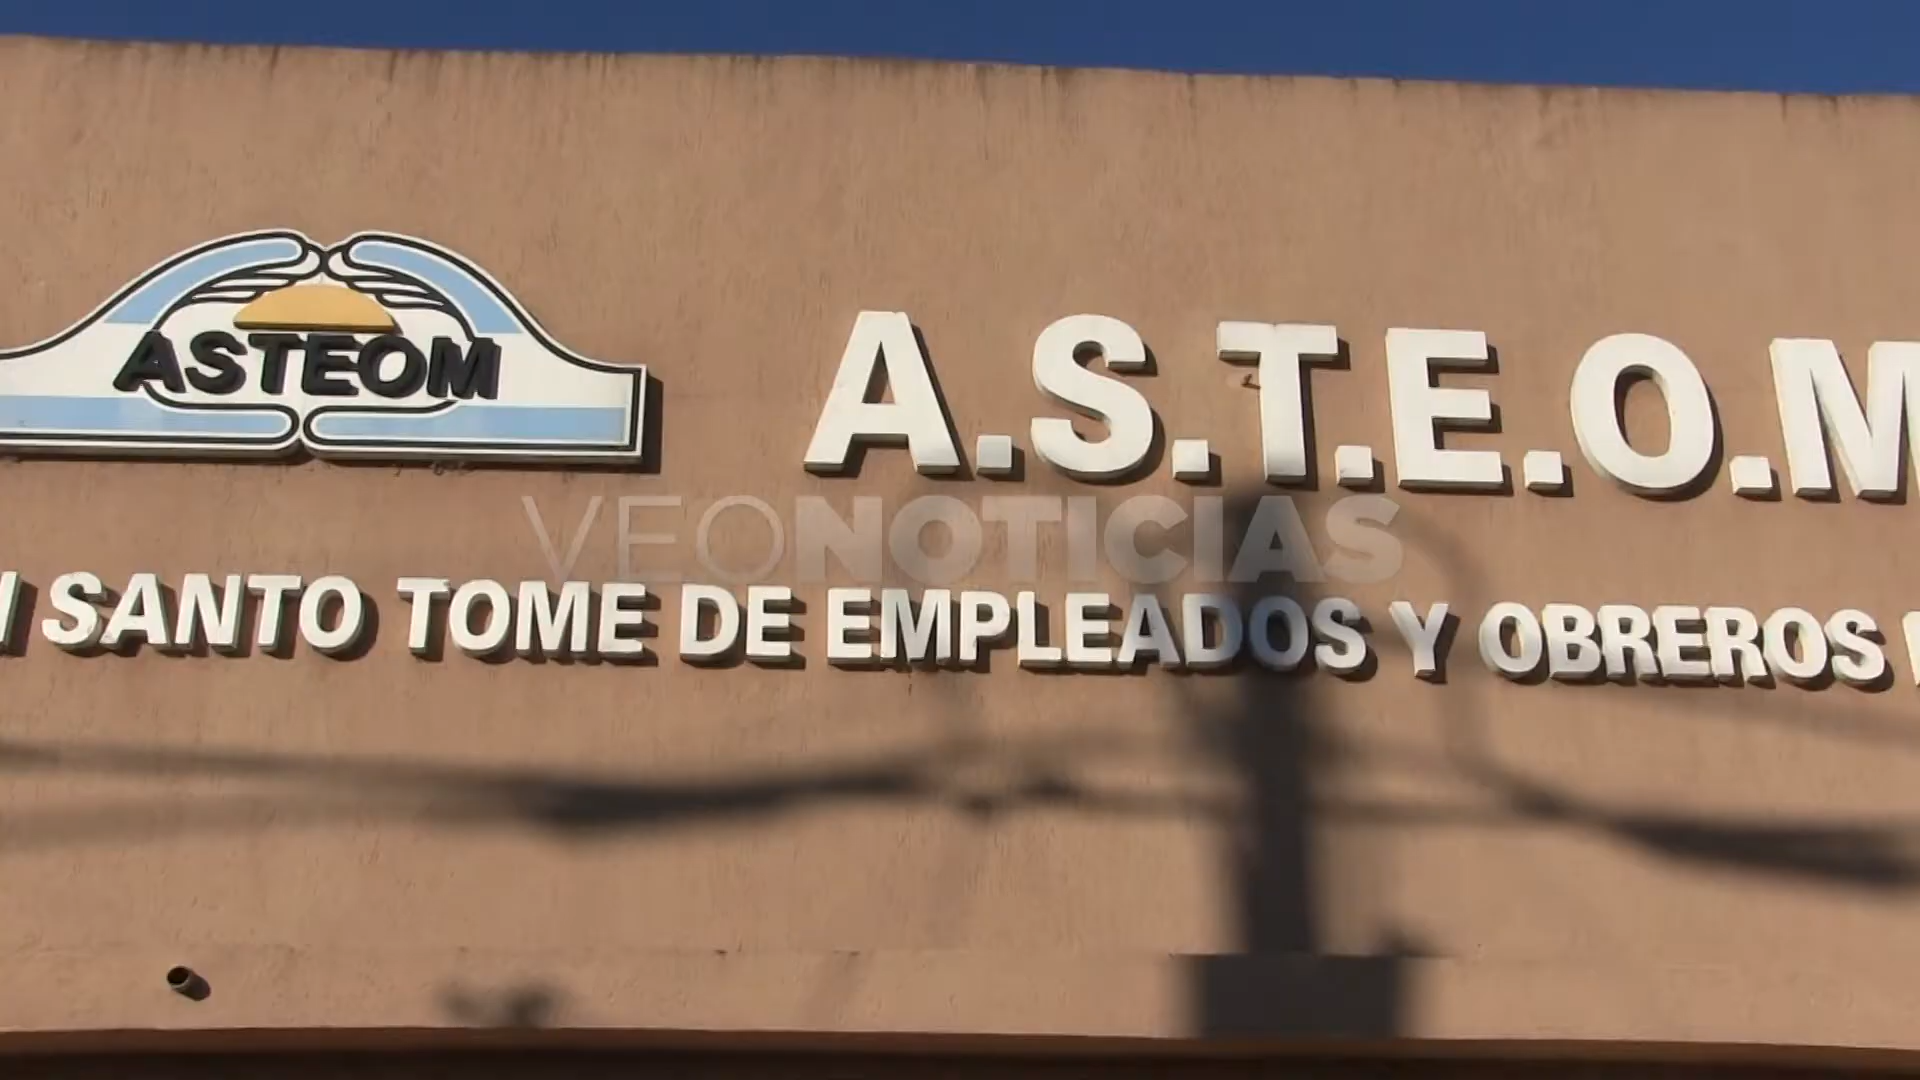 ASTEOM
A.S.T.E.O.M
VEONOTICIAS
SANTO TOME DE EMPLEADOS Y OBREROS